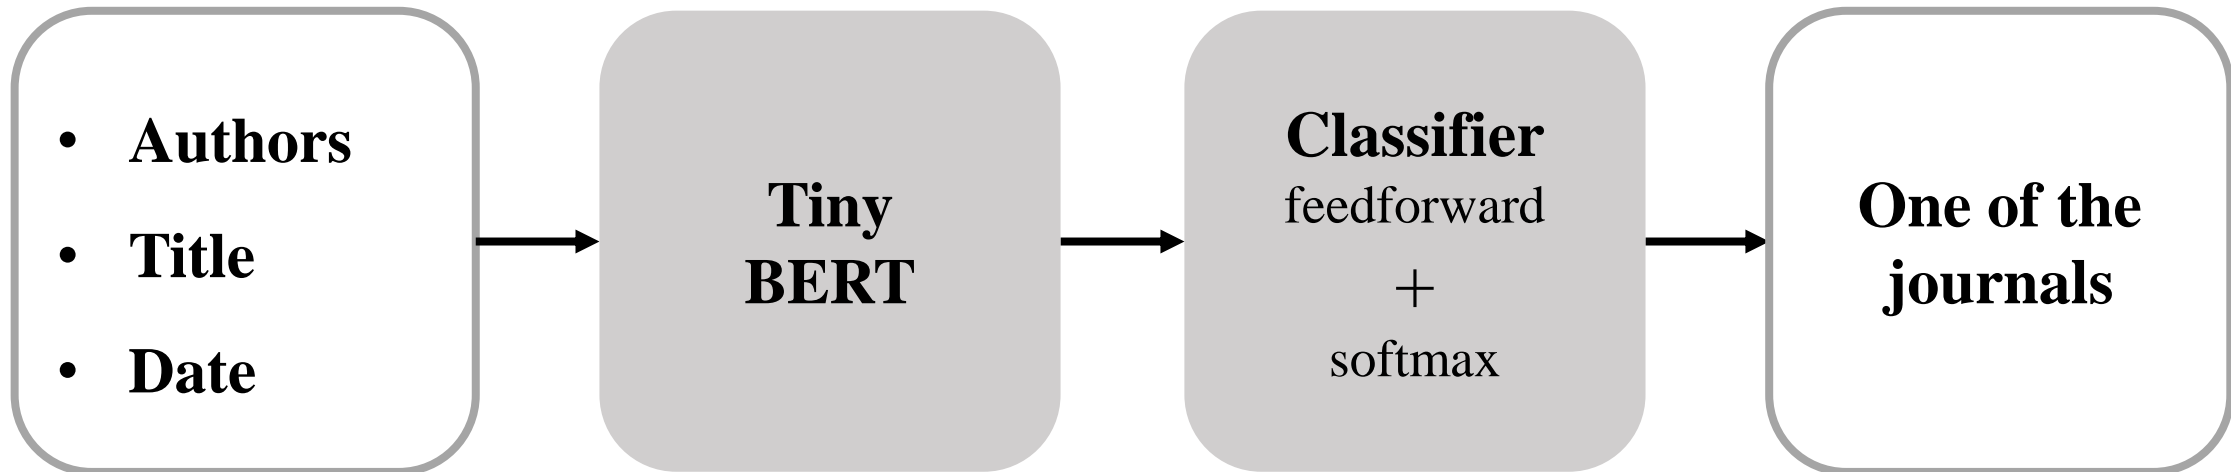 • Authors
• Title
• Date
Tiny
BERT
Classifier
feedforward
+
softmax
One of the
journals